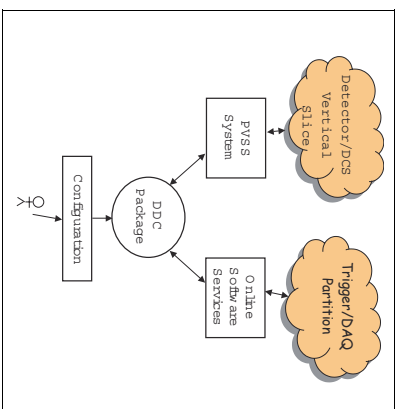 Detector/DCS
Vertical
Slice
Trigger/DAQ
Partition
PVSS
System
Online
Software
Services
DDC
Package
Configuration